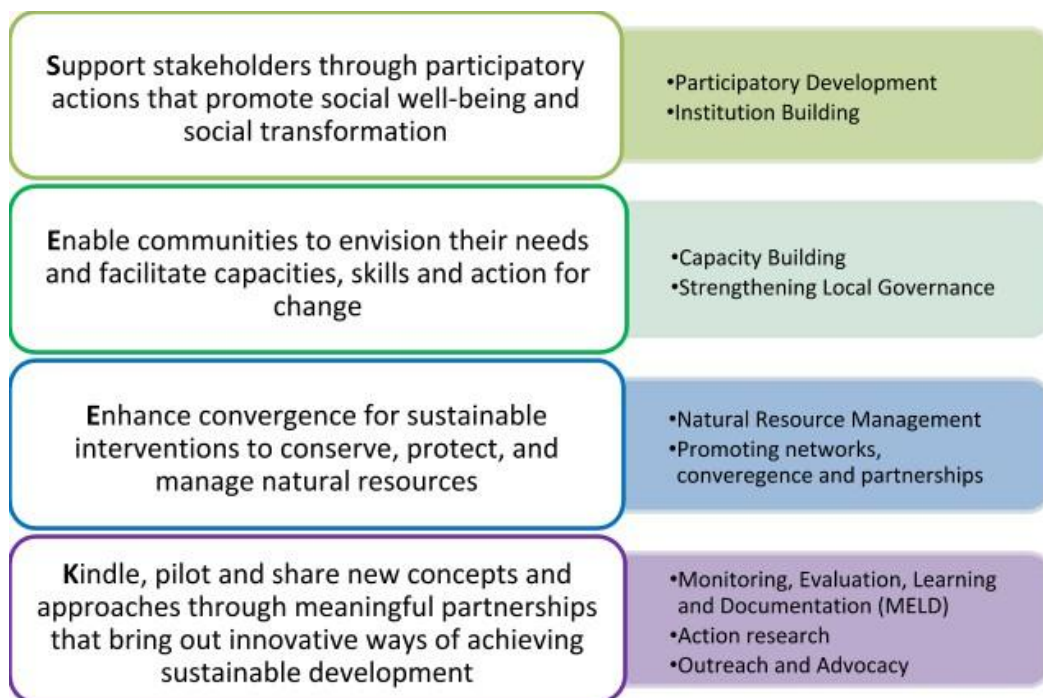 Support stakeholders through participatory
actions that promote social well-being and
social transformation
•Participatory Development
•Institution Building
Enable communities to envision their needs
and facilitate capacities, skills and action for
change
•Capacity Building
•Strengthening Local Governance
Enhance convergence for sustainable
interventions to conserve, protect, and
manage natural resources
•Natural Resource Management
•Promoting networks,
converegence and partnerships
Kindle, pilot and share new concepts and
approaches through meaningful partnerships
that bring out innovative ways of achieving
sustainable development
•Monitoring, Evaluation, Learning
and Documentation (MELD)
•Action research
•Outreach and Advocacy